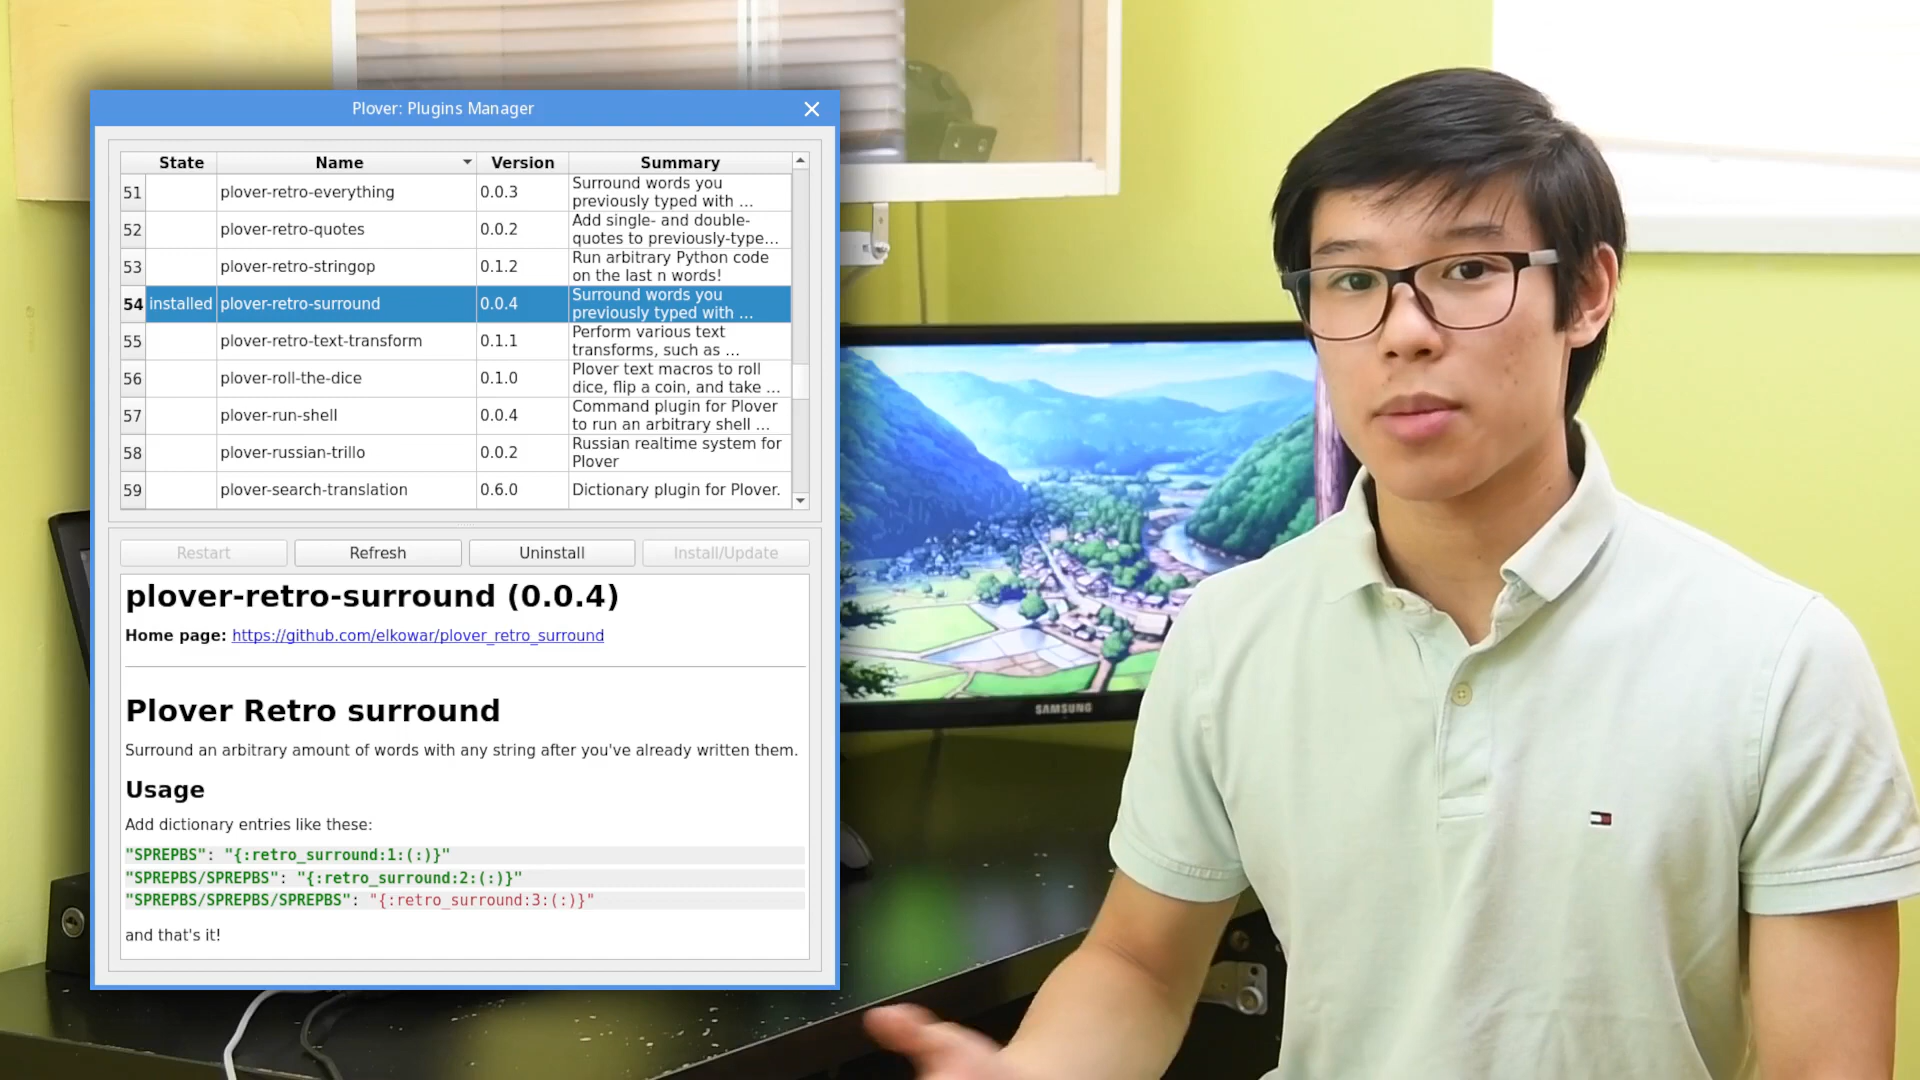 Plover: Plugins Manager
State Name Version Summary
51 plover-retro-everything 0.0.3 Surround words you previously typed with ...
52 plover-retro-quotes 0.0.2 Add single- and double-quotes to previously-type...
53 plover-retro-stringop 0.1.2 Run arbitrary Python code on the last n words!
54 installed plover-retro-surround 0.0.4 Surround words you previously typed with ...
55 plover-retro-text-transform 0.1.1 Perform various text transforms, such as ...
56 plover-roll-the-dice 0.1.0 Plover text macros to roll dice, flip a coin, and take ...
57 plover-run-shell 0.0.4 Command plugin for Plover to run an arbitrary shell ...
58 plover-russian-trillo 0.0.2 Russian realtime system for Plover
59 plover-search-translation 0.6.0 Dictionary plugin for Plover.
Restart Refresh Uninstall Install/Update
plover-retro-surround (0.0.4)
Home page: https://github.com/elkowar/plover_retro_surround
Plover Retro surround
Surround an arbitrary amount of words with any string after you've already written them.
Usage
Add dictionary entries like these:
"SPREPBS": "{:retro_surround:1:(:)}"
"SPREPBS/SPREPBS": "{:retro_surround:2:(:)}"
"SPREPBS/SPREPBS/SPREPBS": "{:retro_surround:3:(:)}"
and that's it!
SAMSUNG